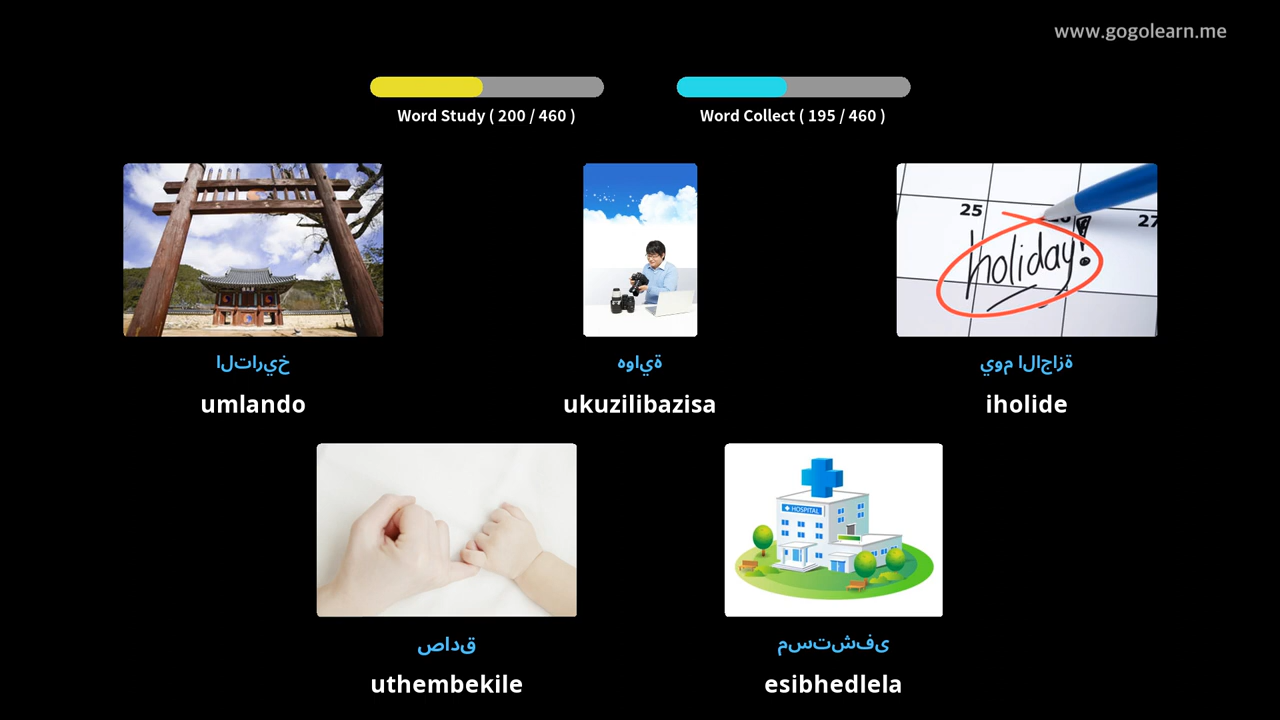 www.gogolearn.me
Word Study ( 200 / 460 )
Word Collect ( 195 / 460 )
25
27
holiday!
التاريخ
هواية
يوم الاجازة
umlando
ukuzilibazisa
iholide
HOSPITAL
صادق
مستشفى
uthembekile
esibhedlela